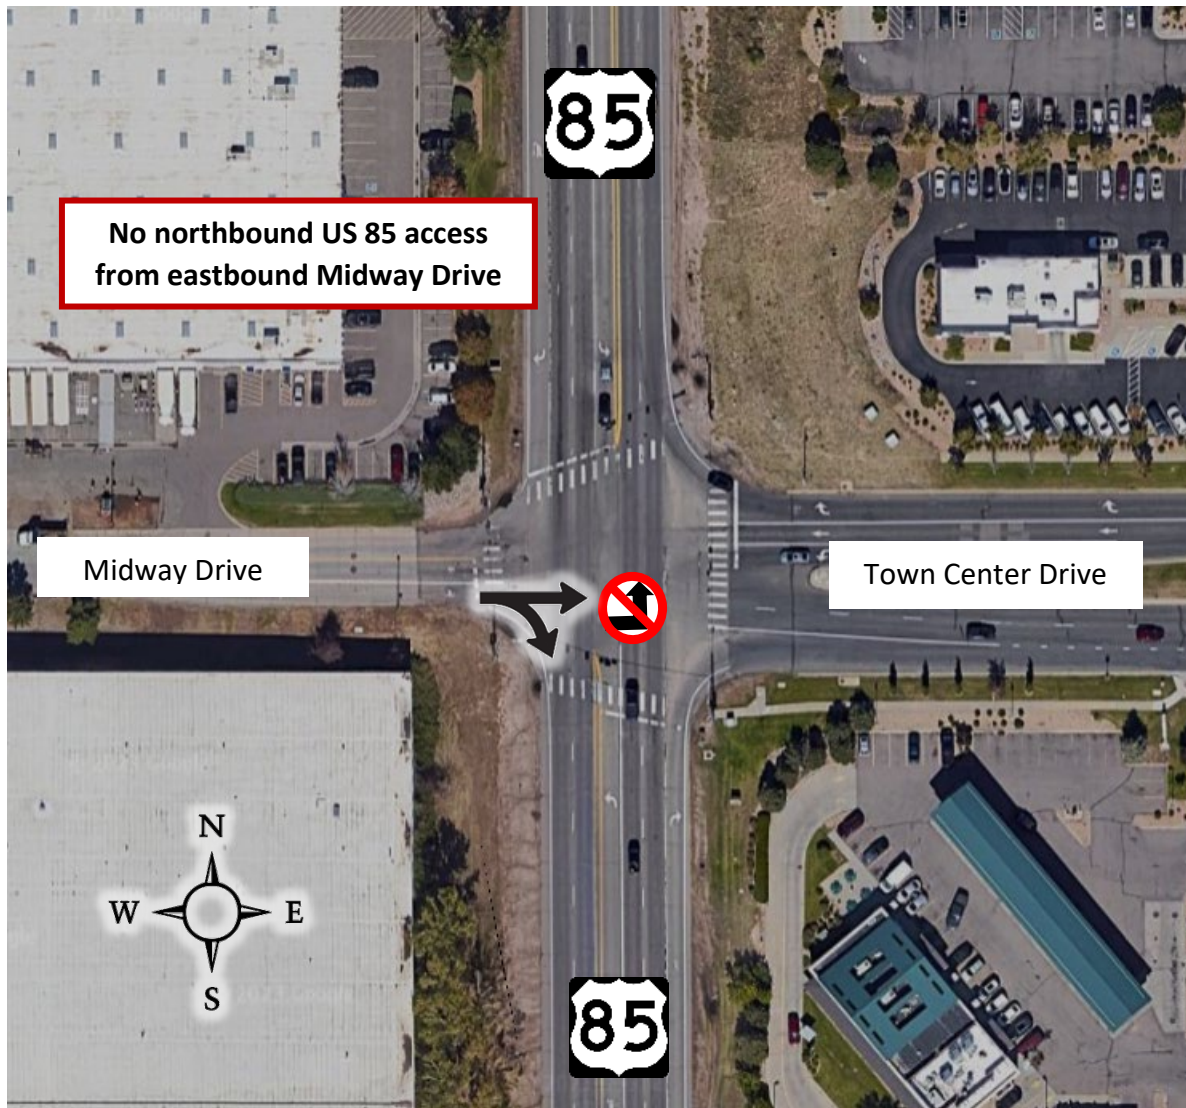 85
No northbound US 85 access
from eastbound Midway Drive
Midway Drive
Town Center Drive
N
W E
S
85